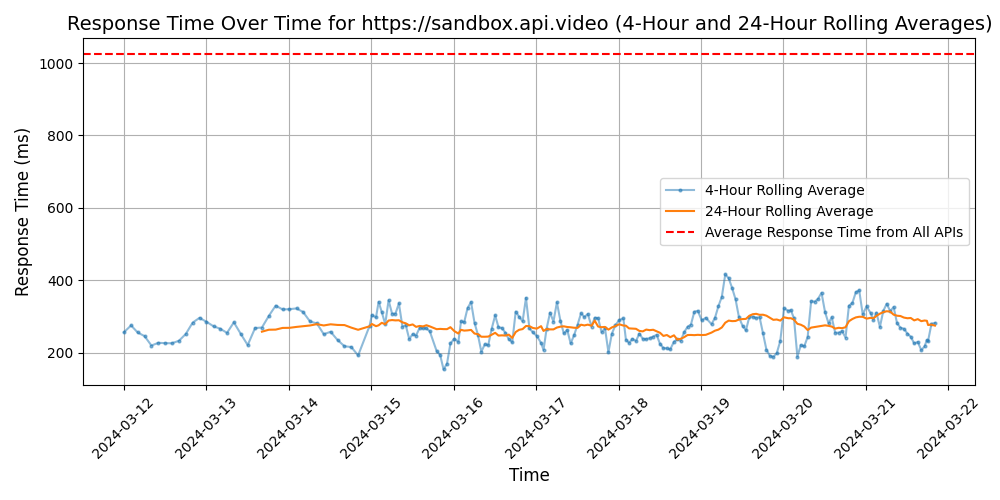 Response Time Over Time for https://sandbox.api.video (4-Hour and 24-Hour Rolling Averages)
Response Time (ms)
1000
800
600
400
200
4-Hour Rolling Average
24-Hour Rolling Average
Average Response Time from All APIs
2024-03-12
2024-03-13
2024-03-14
2024-03-15
2024-03-16
2024-03-17
2024-03-18
2024-03-19
2024-03-20
2024-03-21
2024-03-22
Time